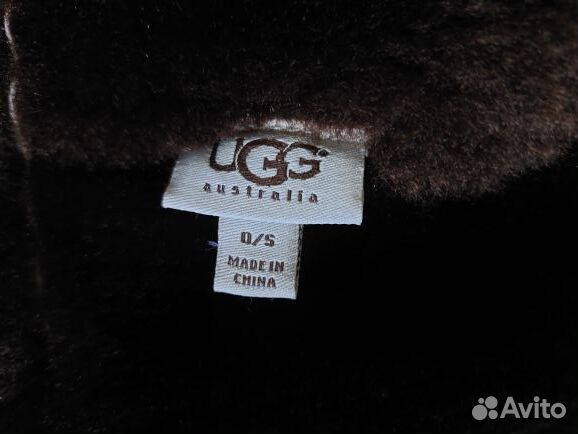 UGG®
australia
O/S
MADE IN
CHINA
Avito